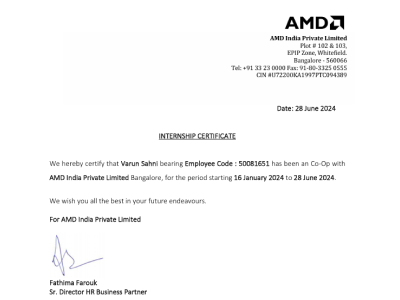 AMD
AMD India Private Limited
Plot # 102 & 103,
EPIP Zone, Whitefield.
Bangalore - 560066
Tel: +91 33 23 0000 Fax: 91-80-3325 0555
CIN #U72200KA1997PTC094389
Date: 28 June 2024
INTERNSHIP CERTIFICATE
We hereby certify that Varun Sahni bearing Employee Code : 50081651 has been an Co-Op with
AMD India Private Limited Bangalore, for the period starting 16 January 2024 to 28 June 2024.
We wish you all the best in your future endeavours.
For AMD India Private Limited
Fathima Farouk
Sr. Director HR Business Partner